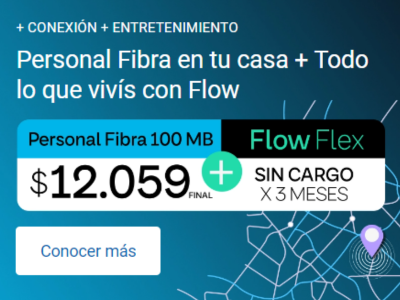 + CONEXIÓN + ENTRETENIMIENTO
Personal Fibra en tu casa + Todo
lo que vivís con Flow
Personal Fibra 100 MB
$12.059 FINAL
+
Flow Flex
SIN CARGO
X 3 MESES
Conocer más